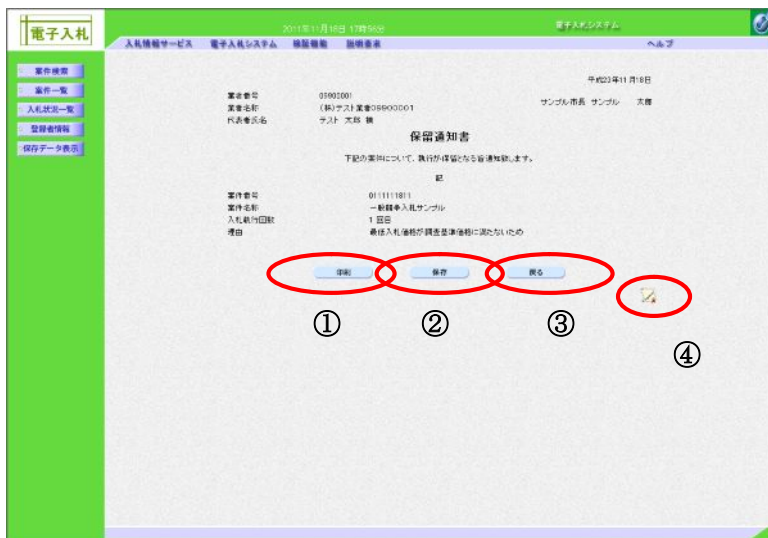 電子入札
2011年11月18日 17時56分
電子入札システム
入札情報サービス 電子入札システム 検証機能 説明要求 ヘルプ
案件検索
案件一覧
入札状況一覧
登録者情報
保存データ表示
平成23年11月18日
業者番号 09900001
業者名称 (株)テスト業者09900001
サンプル市長 サンプル 太郎
代表者氏名 テスト 太郎 様
保留通知書
下記の案件について、執行が保留となる旨通知致します。
記
案件番号 0111111811
案件名称 一般競争入札サンプル
入札執行回数 1 回目
理由 最低入札価格が調査基準価格に満たないため
印刷 保存 戻る
① ② ③
④